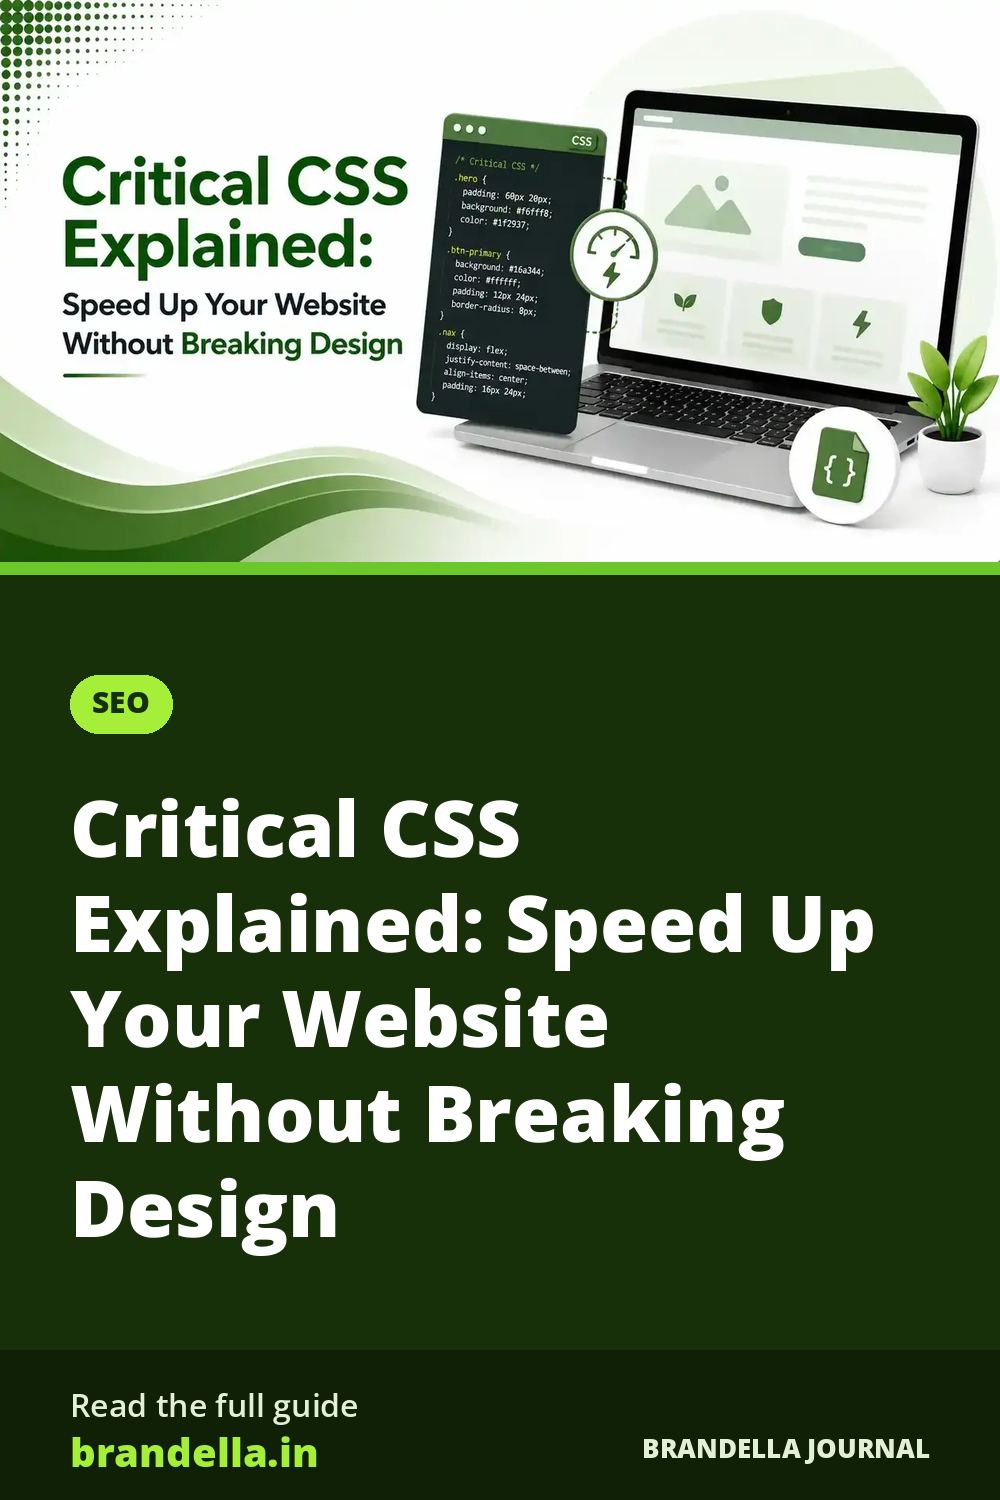 Critical CSS
Explained:
Speed Up Your Website
Without Breaking Design
CSS
/* Critical CSS */
.hero {
padding: 60px 20px;
background: #f6fff8;
color: #1f2937;
}
.btn-primary {
background: #16a344;
color: #ffffff;
padding: 12px 24px;
border-radius: 8px;
}
.nax {
display: flex;
justify-content: space-between;
align-items: center;
padding: 16px 24px;
}
{ }
SEO
Critical CSS
Explained: Speed Up
Your Website
Without Breaking
Design
Read the full guide
brandella.in
BRANDELLA JOURNAL